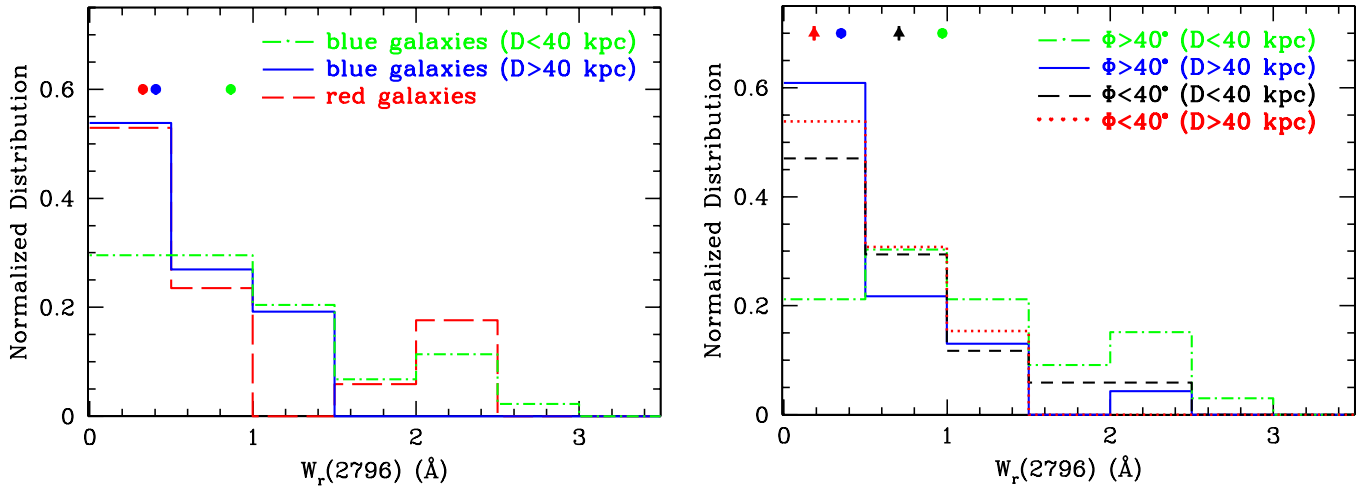 blue galaxies (D<40 kpc)
blue galaxies (D>40 kpc)
red galaxies
Normalized Distribution
0.6
0.4
0.2
0
0 1 2 3
W_r(2796) (Å)
Φ>40° (D<40 kpc)
Φ>40° (D>40 kpc)
Φ<40° (D<40 kpc)
Φ<40° (D>40 kpc)
Normalized Distribution
0.6
0.4
0.2
0
0 1 2 3
W_r(2796) (Å)